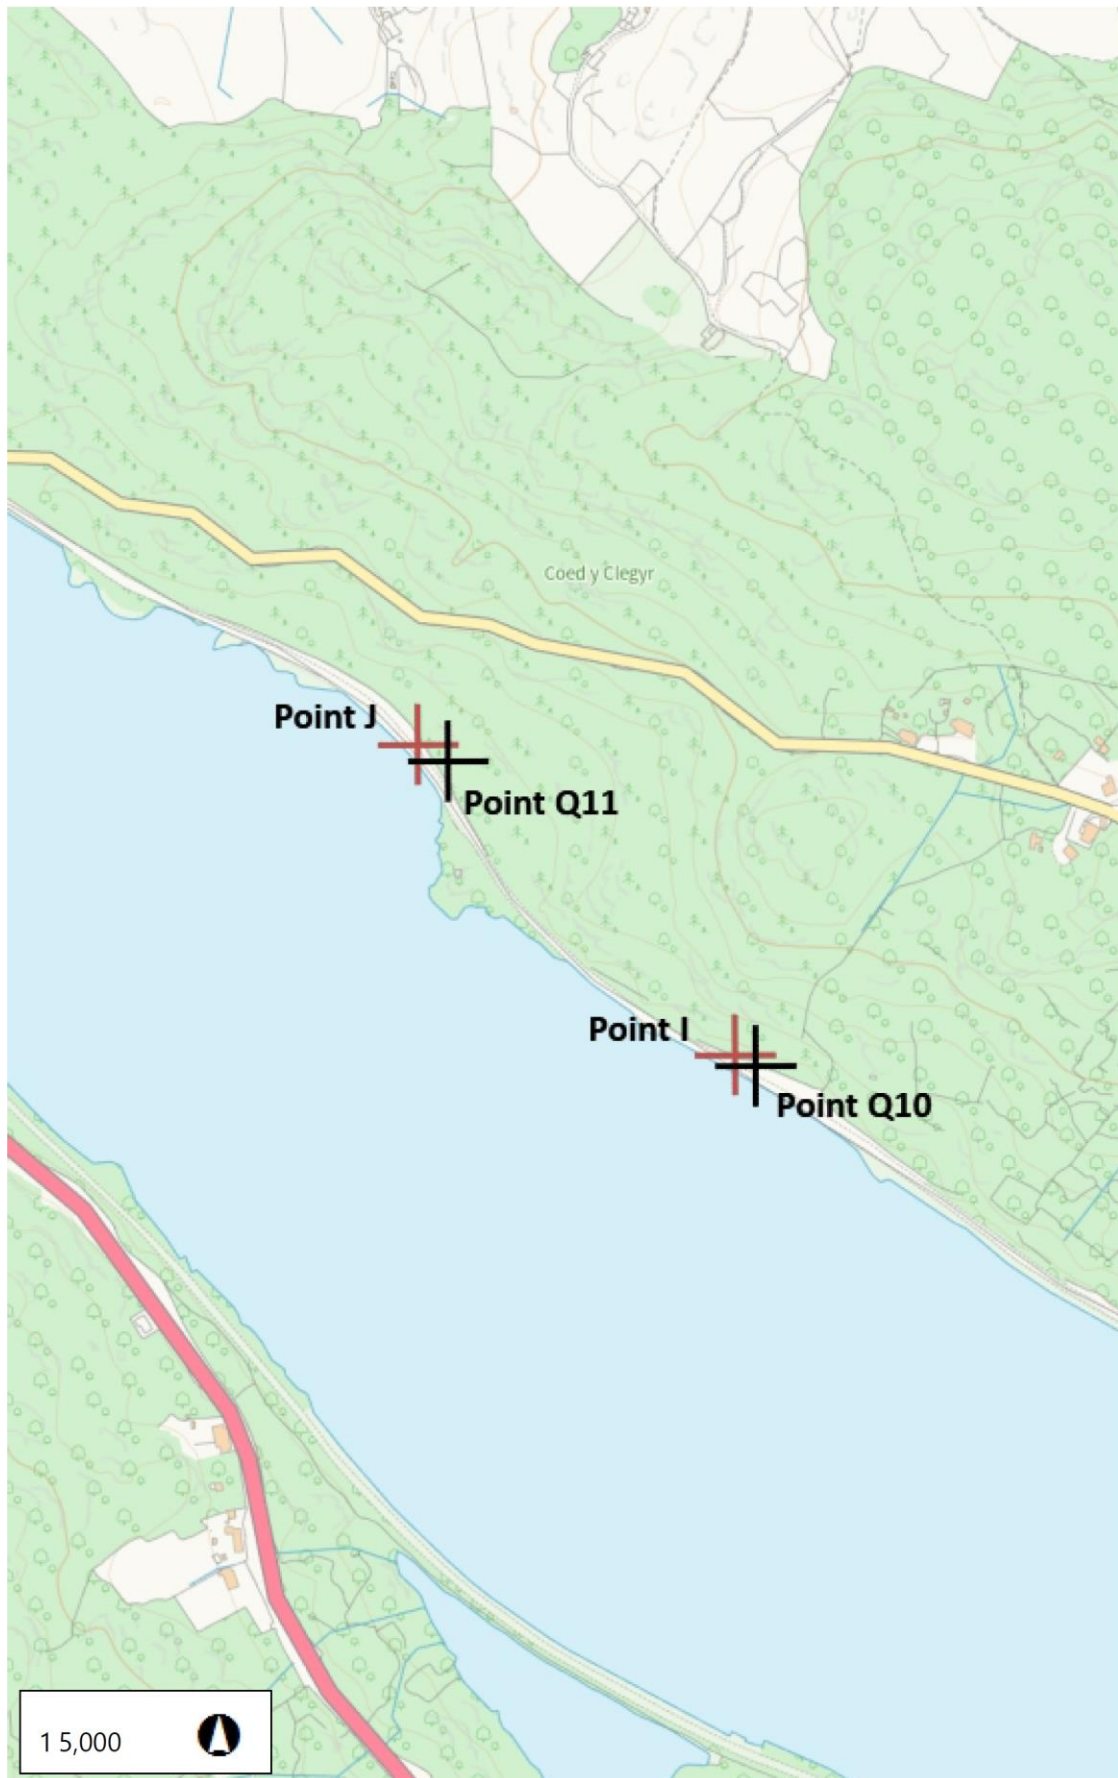 Coed y Clegyr
Point J
Point Q11
Point I
Point Q10
1 5,000